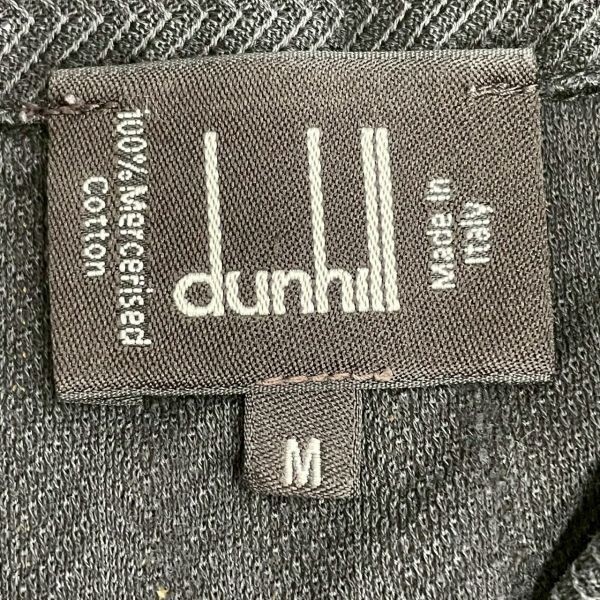 100% Mercerised
Cotton
dunhill
Made In
Italy
M